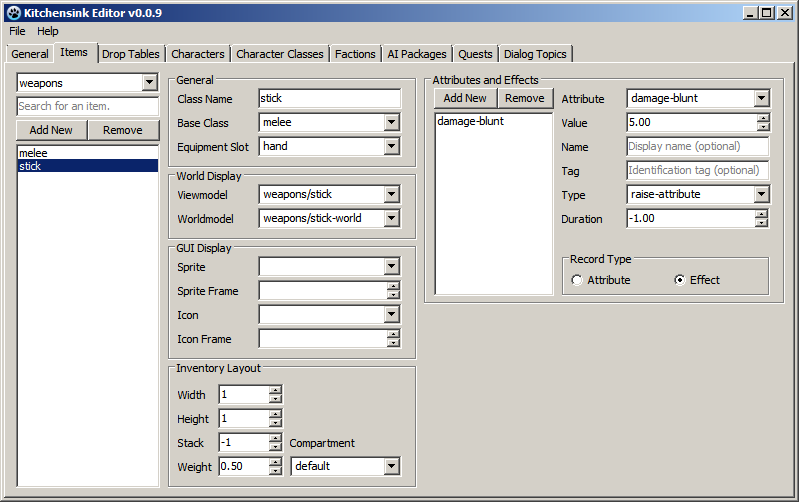 Kitchensink Editor v0.0.9
File Help
General Items Drop Tables Characters Character Classes Factions AI Packages Quests Dialog Topics
weapons
Search for an item.
Add New Remove
melee
stick
General
Class Name stick
Base Class melee
Equipment Slot hand
World Display
Viewmodel weapons/stick
Worldmodel weapons/stick-world
GUI Display
Sprite
Sprite Frame
Icon
Icon Frame
Inventory Layout
Width 1
Height 1
Stack -1 Compartment
Weight 0.50 default
Attributes and Effects
Add New Remove
damage-blunt
Attribute damage-blunt
Value 5.00
Name Display name (optional)
Tag Identification tag (optional)
Type raise-attribute
Duration -1.00
Record Type
Attribute Effect